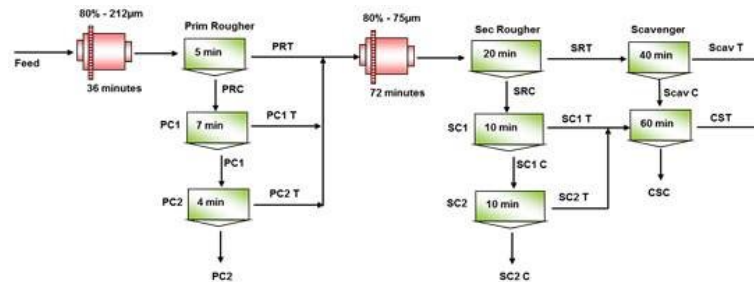 80% - 212µm
Prim Rougher
80% - 75µm
Sec Rougher
Scavenger
Feed
5 min
PRT
20 min
SRT
40 min
Scav T
36 minutes
PRC
72 minutes
SRC
Scav C
PC1
7 min
PC1 T
SC1
10 min
SC1 T
60 min
CST
PC1
SC1 C
CSC
PC2
4 min
PC2 T
SC2
10 min
SC2 T
PC2
SC2 C